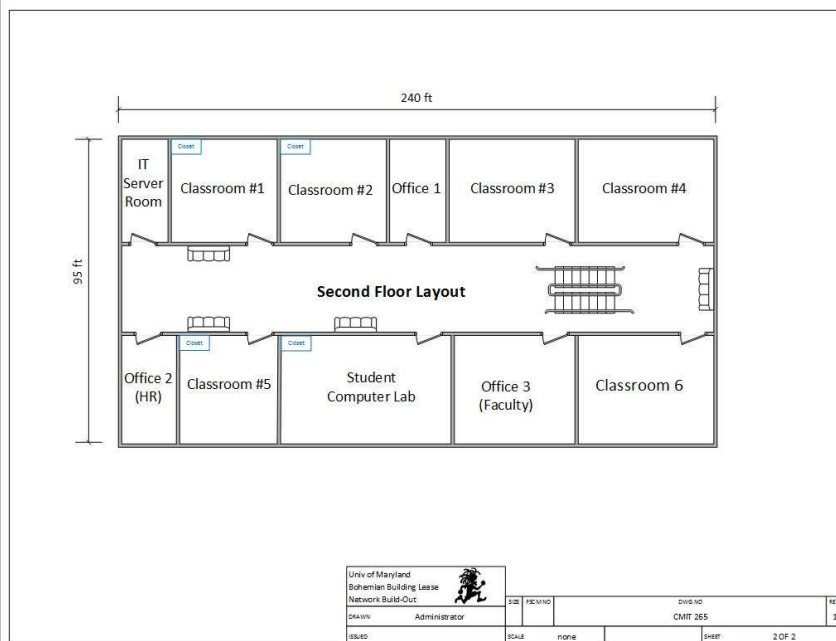 240 ft
95 ft
Closet
Closet
IT
Server
Room
Classroom #1
Classroom #2
Office 1
Classroom #3
Classroom #4
Second Floor Layout
Closet
Closet
Office 2
(HR)
Classroom #5
Student
Computer Lab
Office 3
(Faculty)
Classroom 6
Univ of Maryland
Bohemian Building Lease
Network Build-Out
DRAWN Administrator
ISSUED
SIZE FSCM NO DWG NO
CMIT 265
SCALE none SHEET 2 OF 2